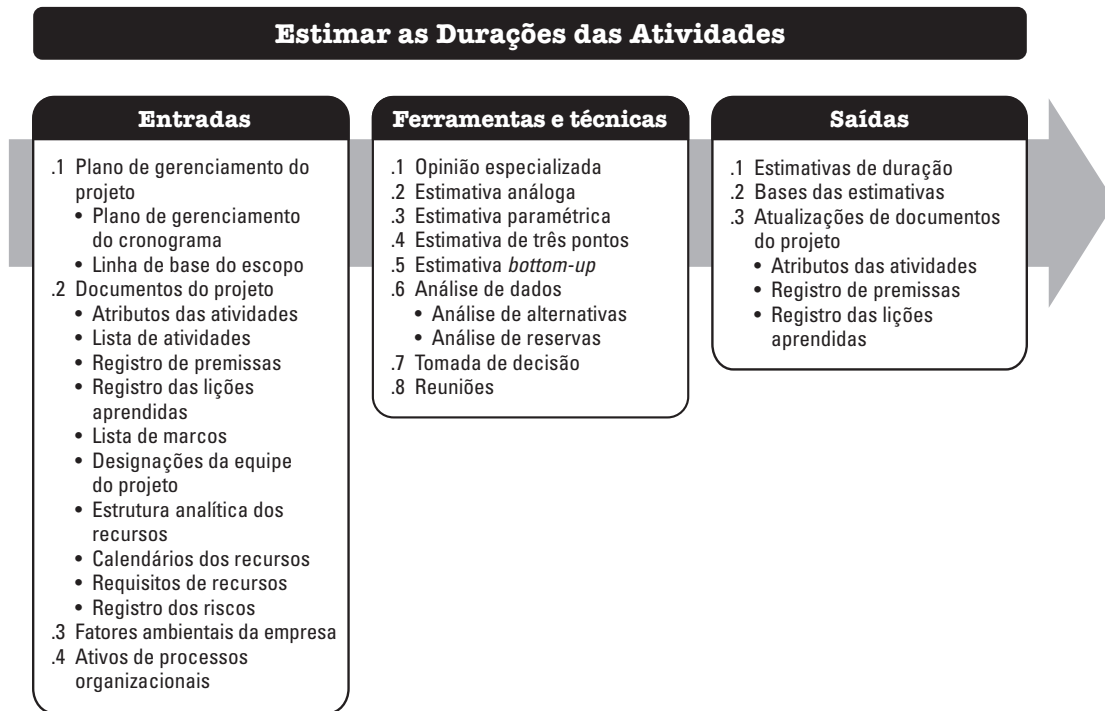 Estimar as Durações das Atividades
Entradas
.1 Plano de gerenciamento do
projeto
• Plano de gerenciamento
do cronograma
• Linha de base do escopo
.2 Documentos do projeto
• Atributos das atividades
• Lista de atividades
• Registro de premissas
• Registro das lições
aprendidas
• Lista de marcos
• Designações da equipe
do projeto
• Estrutura analítica dos
recursos
• Calendários dos recursos
• Requisitos de recursos
• Registro dos riscos
.3 Fatores ambientais da empresa
.4 Ativos de processos
organizacionais
Ferramentas e técnicas
.1 Opinião especializada
.2 Estimativa análoga
.3 Estimativa paramétrica
.4 Estimativa de três pontos
.5 Estimativa bottom-up
.6 Análise de dados
• Análise de alternativas
• Análise de reservas
.7 Tomada de decisão
.8 Reuniões
Saídas
.1 Estimativas de duração
.2 Bases das estimativas
.3 Atualizações de documentos
do projeto
• Atributos das atividades
• Registro de premissas
• Registro das lições
aprendidas